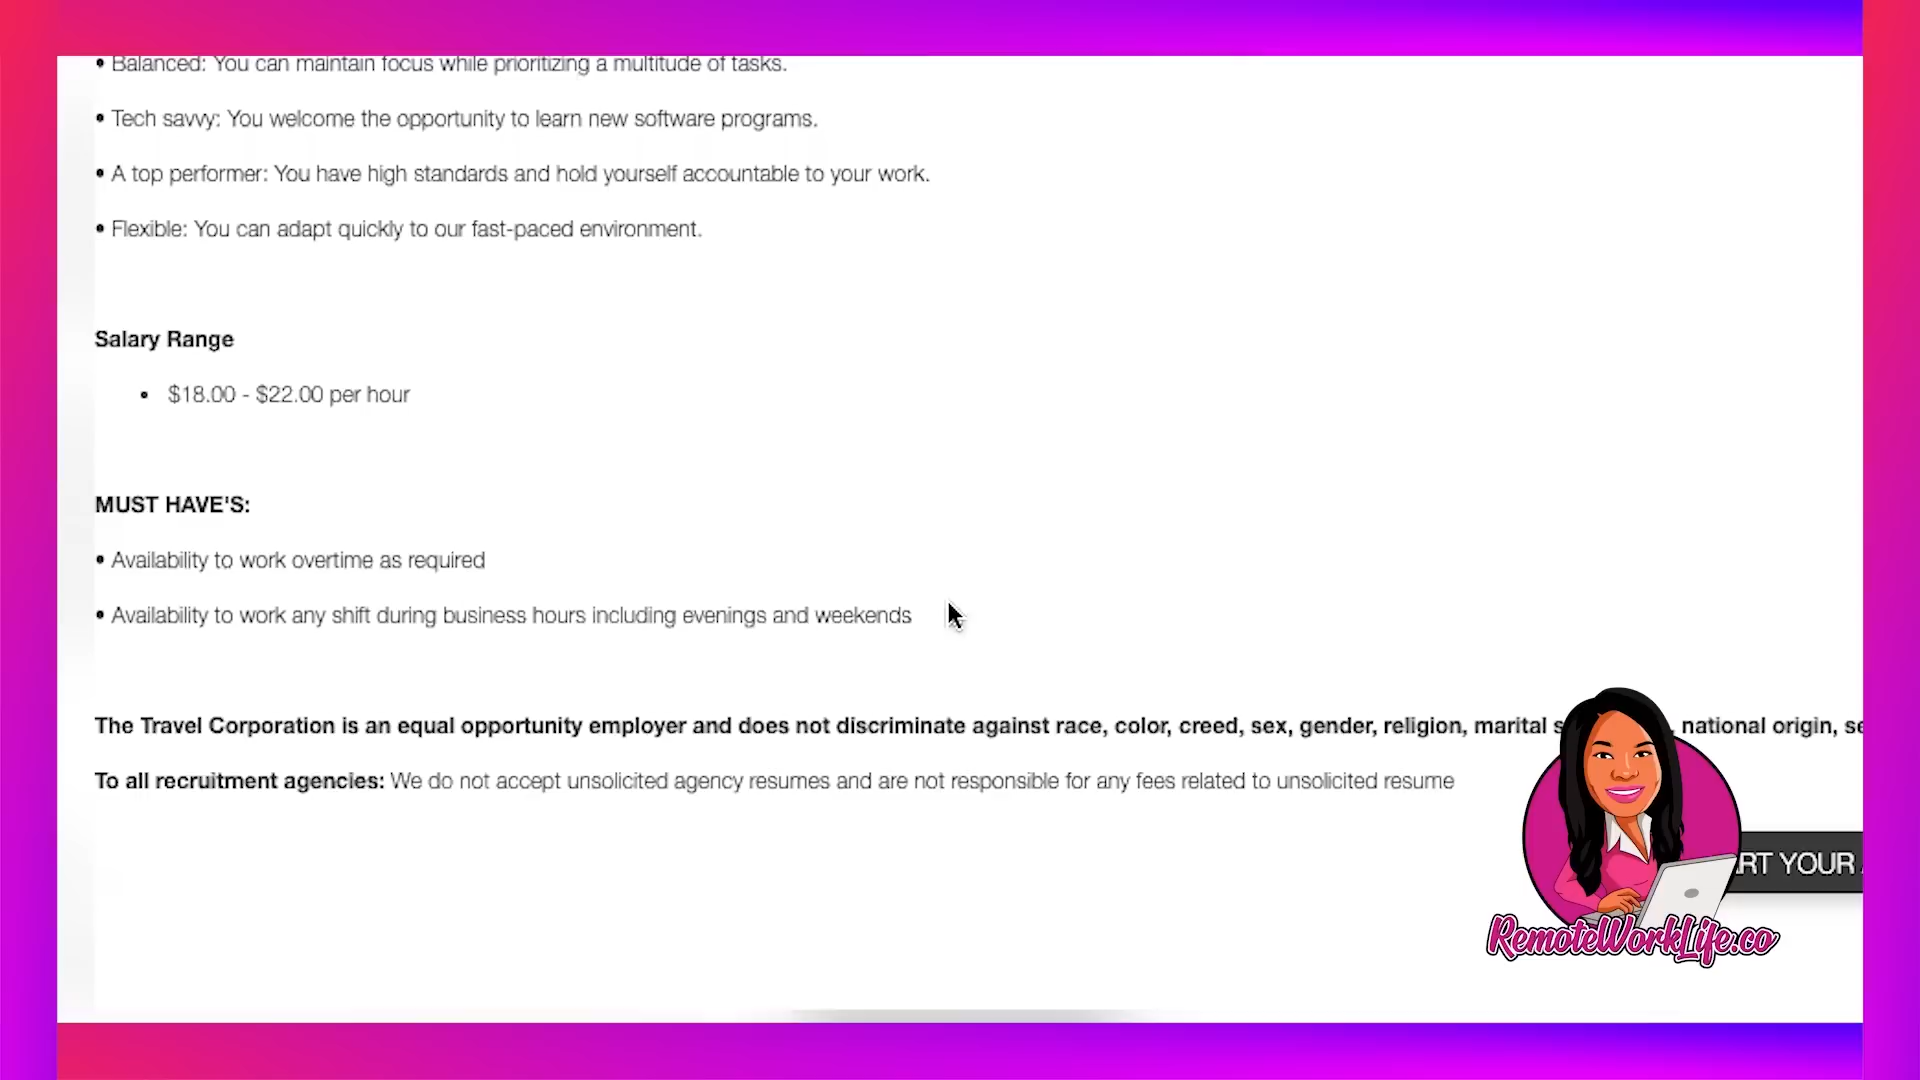 • Balanced: You can maintain focus while prioritizing a multitude of tasks.
• Tech savvy: You welcome the opportunity to learn new software programs.
• A top performer: You have high standards and hold yourself accountable to your work.
• Flexible: You can adapt quickly to our fast-paced environment.
Salary Range
• $18.00 - $22.00 per hour
MUST HAVE'S:
• Availability to work overtime as required
• Availability to work any shift during business hours including evenings and weekends
The Travel Corporation is an equal opportunity employer and does not discriminate against race, color, creed, sex, gender, religion, marital national origin,
To all recruitment agencies: We do not accept unsolicited agency resumes and are not responsible for any fees related to unsolicited resume
YOUR
RemoteWorkLife.co